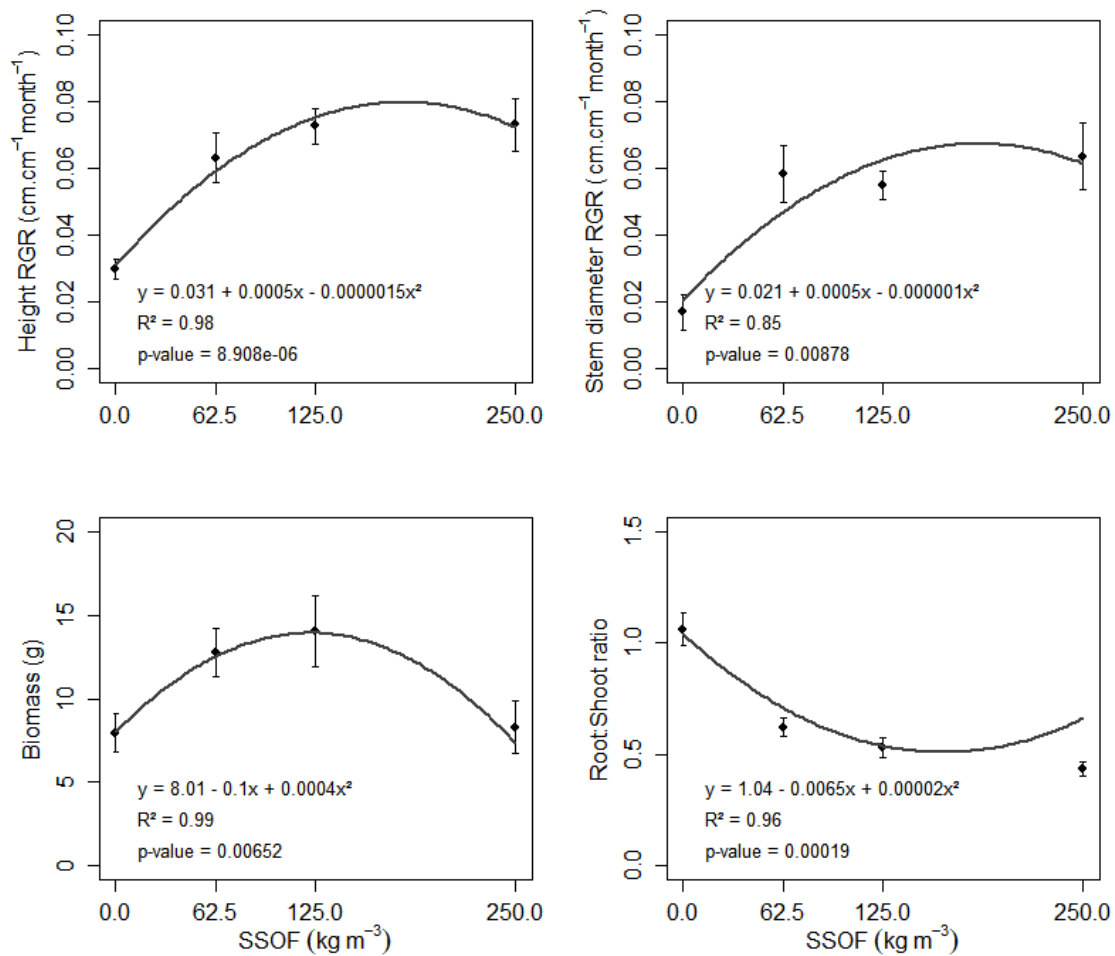 Height RGR (cm.cm⁻¹month⁻¹)
0.00 0.02 0.04 0.06 0.08 0.10
y = 0.031 + 0.0005x - 0.0000015x²
R² = 0.98
p-value = 8.908e-06
0.0 62.5 125.0 250.0
Stem diameter RGR (cm.cm⁻¹month⁻¹)
0.00 0.02 0.04 0.06 0.08 0.10
y = 0.021 + 0.0005x - 0.000001x²
R² = 0.85
p-value = 0.00878
0.0 62.5 125.0 250.0
Biomass (g)
0 5 10 15 20
y = 8.01 - 0.1x + 0.0004x²
R² = 0.99
p-value = 0.00652
0.0 62.5 125.0 250.0
SSOF (kg m⁻³)
Root:Shoot ratio
0.0 0.5 1.0 1.5
y = 1.04 - 0.0065x + 0.00002x²
R² = 0.96
p-value = 0.00019
0.0 62.5 125.0 250.0
SSOF (kg m⁻³)